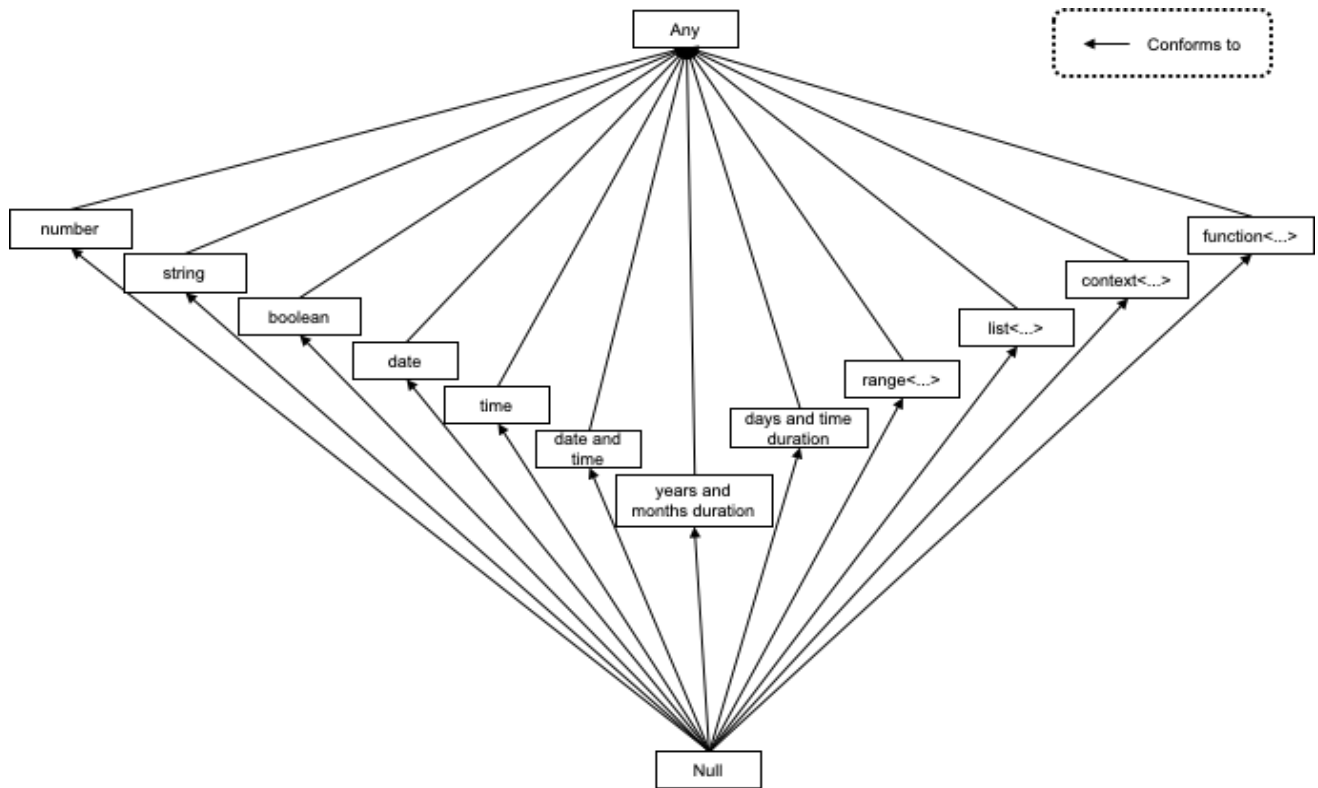 Any
Conforms to
number
function<...>
string
context<...>
boolean
list<...>
date
range<...>
time
days and time
duration
date and
time
years and
months duration
Null